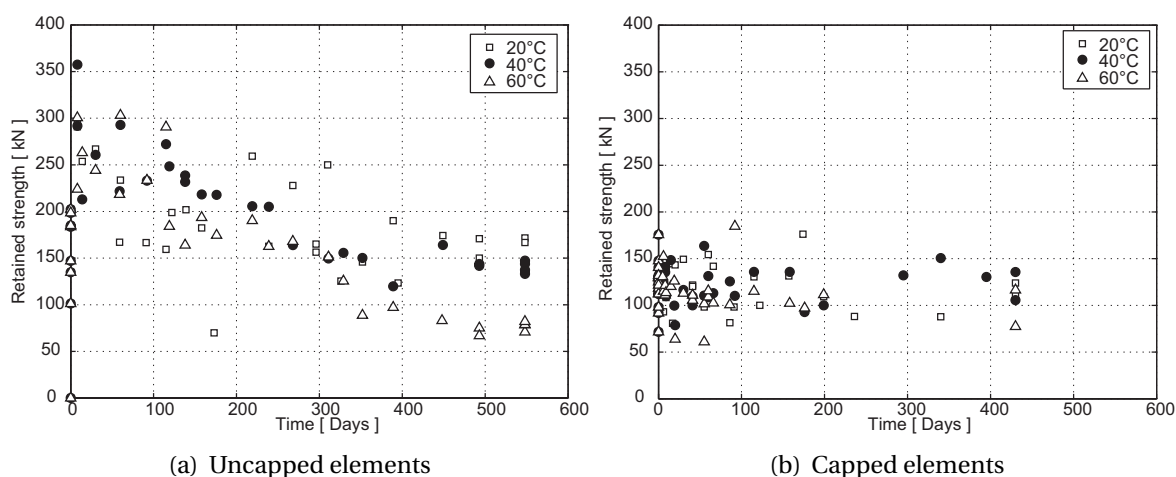 400
350
300
250
200
150
100
50
0
Retained strength [ kN ]
0 100 200 300 400 500 600
Time [ Days ]
20°C
40°C
60°C
(a) Uncapped elements
400
350
300
250
200
150
100
50
0
Retained strength [ kN ]
0 100 200 300 400 500 600
Time [ Days ]
20°C
40°C
60°C
(b) Capped elements